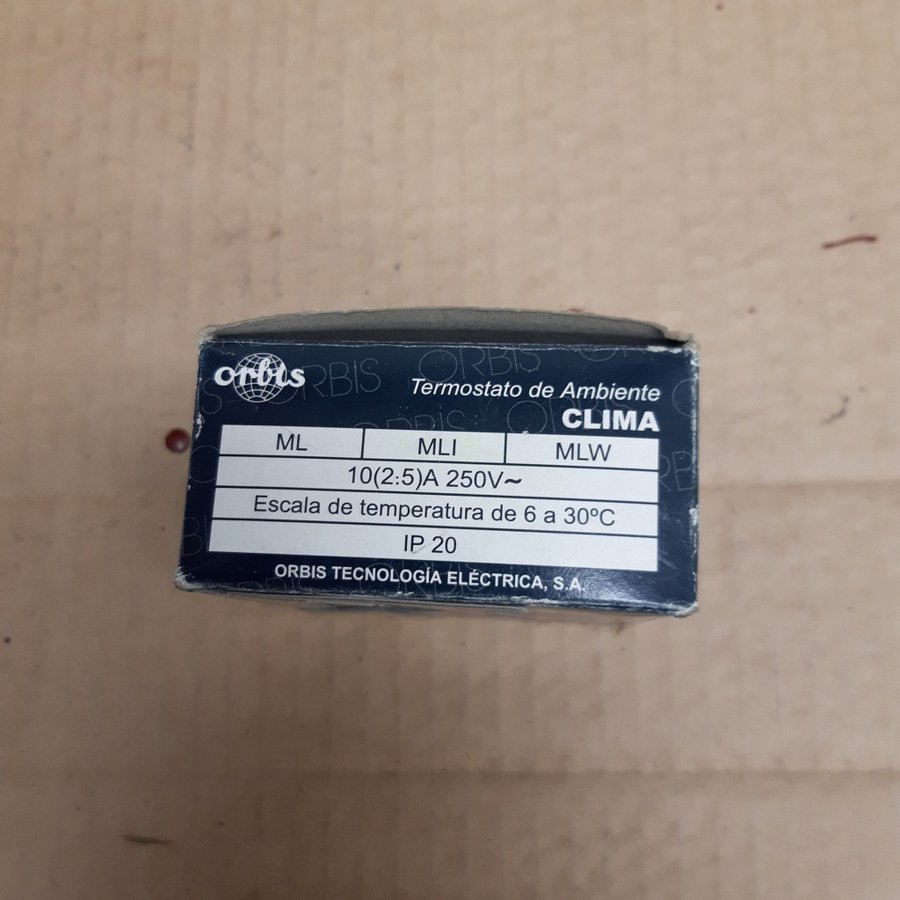 orbis
Termostato de Ambiente
CLIMA
ML MLI MLW
10(2:5)A 250V~
Escala de temperatura de 6 a 30ºC
IP 20
ORBIS TECNOLOGÍA ELÉCTRICA, S.A.